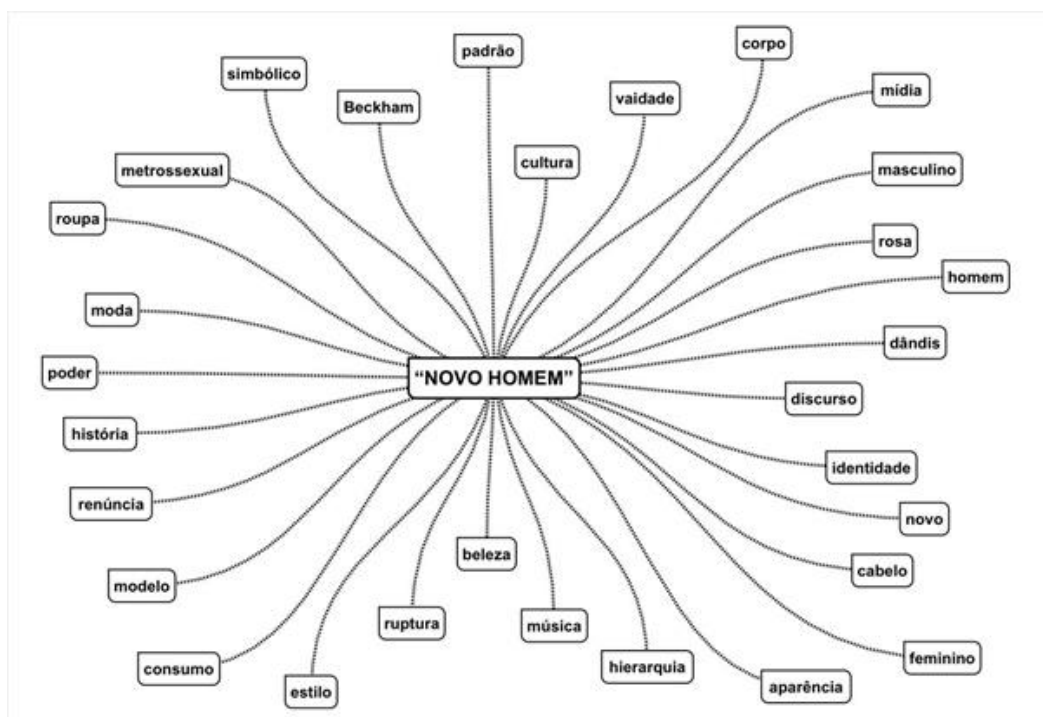 padrão
corpo
simbólico
mídia
Beckham
vaidade
cultura
metrossexual
masculino
roupa
rosa
homem
moda
dândis
poder
“NOVO HOMEM”
discurso
história
identidade
renúncia
novo
beleza
cabelo
modelo
ruptura
música
feminino
consumo
hierarquia
estilo
aparência